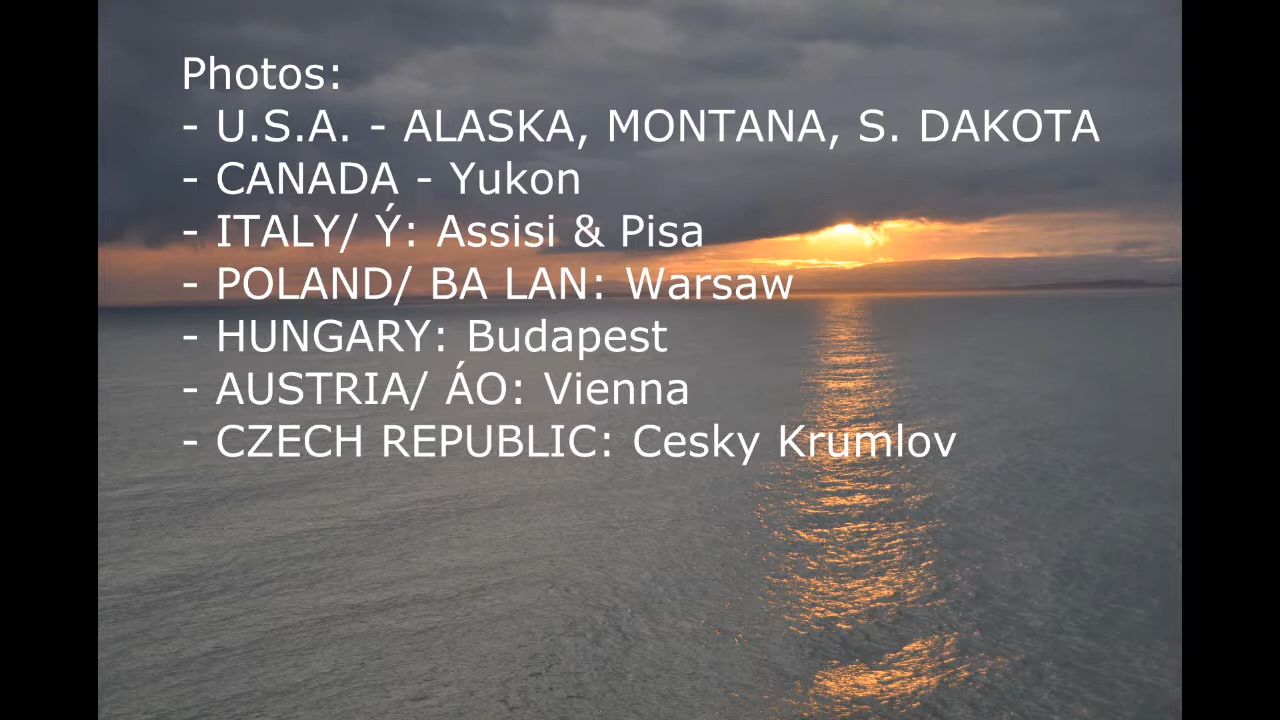 Photos:
- U.S.A. - ALASKA, MONTANA, S. DAKOTA
- CANADA - Yukon
- ITALY/ Ý: Assisi & Pisa
- POLAND/ BA LAN: Warsaw
- HUNGARY: Budapest
- AUSTRIA/ ÁO: Vienna
- CZECH REPUBLIC: Cesky Krumlov